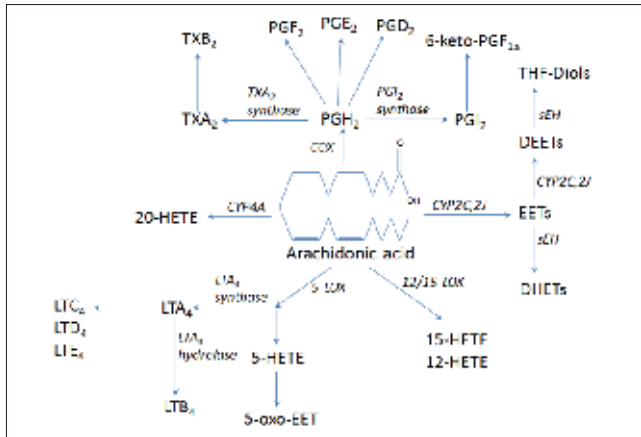 PGF₂
PGE₂
PGD₂
TXB₂
6-keto-PGF₁ₐ
THF-Diols
TXA₂ synthase
PGI₂ synthase
sEH
TXA₂
PGH₂
PGI₂
DEETs
COX
O
CYP2C,2J
OH
20-HETE
CYP4A
CYP2C,2J
EETs
sEH
Arachidonic acid
LTA₄ synthase
5-LOX
12/15-LOX
DHETs
LTC₄
LTA₄
LTD₄
LTA₄ hydrolase
15-HETE
LTE₄
5-HETE
12-HETE
LTB₄
5-oxo-EET